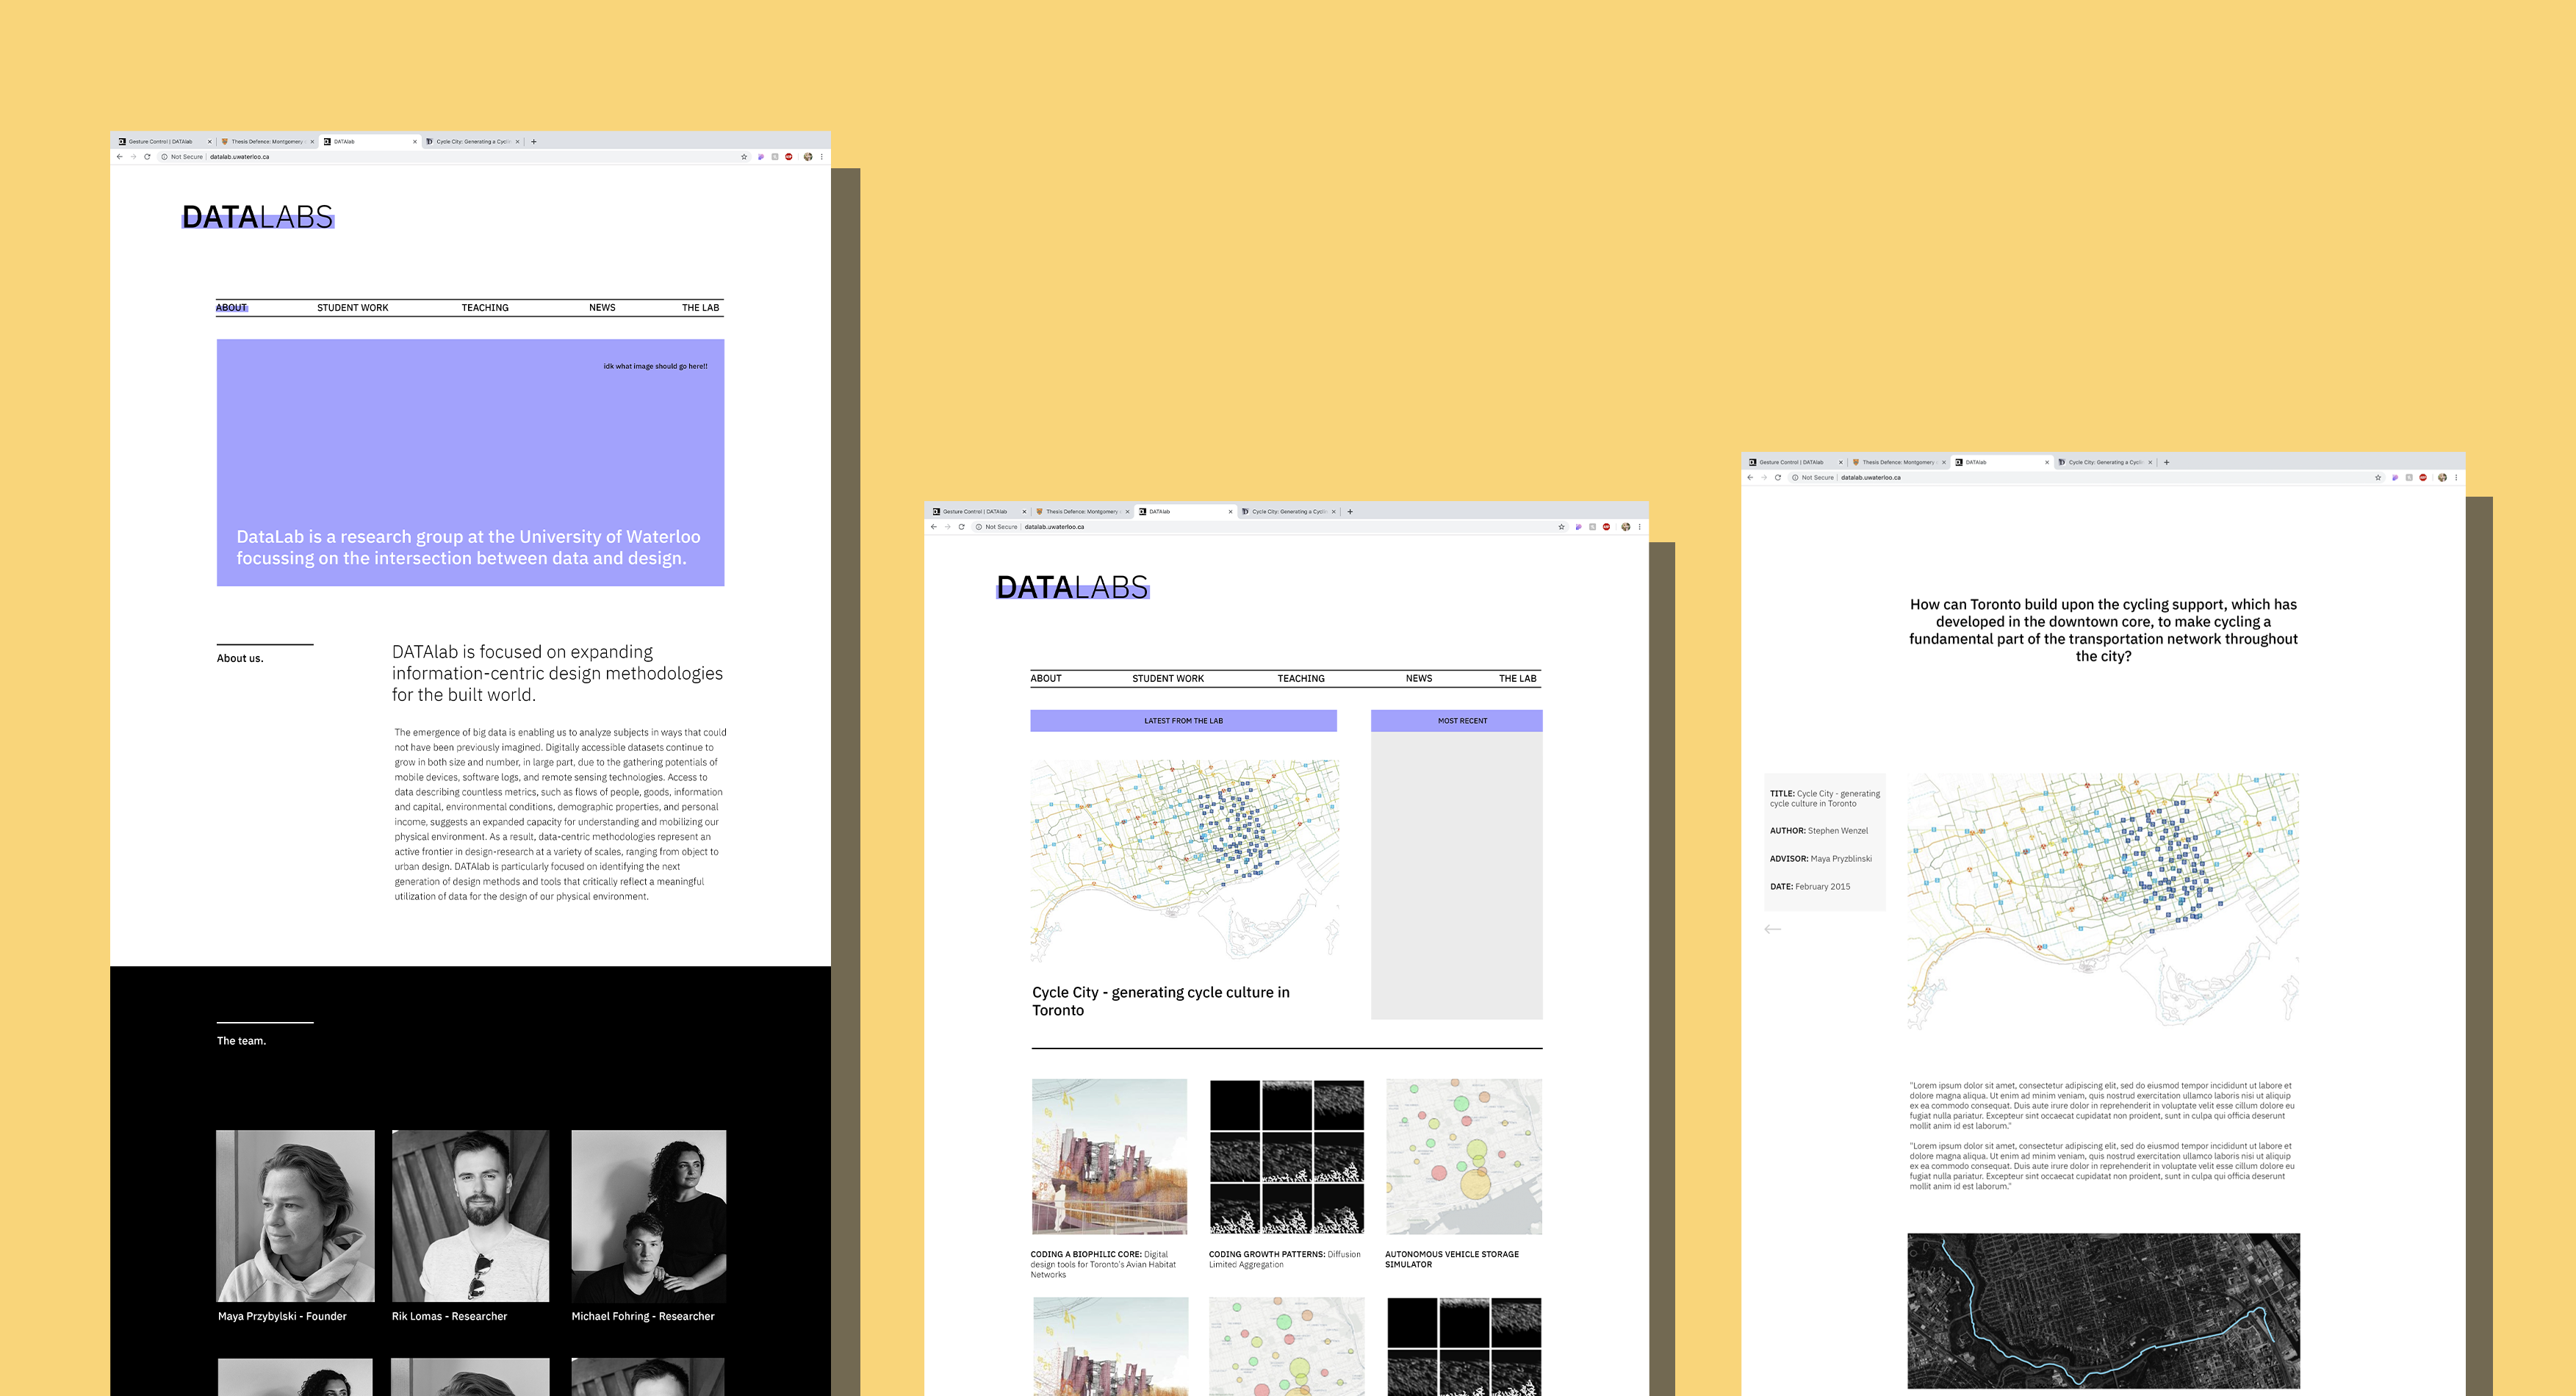 Gesture Control | DATAlab
Thesis Defence: Montgomery
DATAlab
Cycle City: Generating a Cycli
Not Secure | datalab.uwaterloo.ca
DATALABS
ABOUT
STUDENT WORK
TEACHING
NEWS
THE LAB
idk what image should go here!!
DataLab is a research group at the University of Waterloo
focussing on the intersection between data and design.
About us.
DATAlab is focused on expanding
information-centric design methodologies
for the built world.
The emergence of big data is enabling us to analyze subjects in ways that could
not have been previously imagined. Digitally accessible datasets continue to
grow in both size and number, in large part, due to the gathering potentials of
mobile devices, software logs, and remote sensing technologies. Access to
data describing countless metrics, such as flows of people, goods, information
and capital, environmental conditions, demographic properties, and personal
income, suggests an expanded capacity for understanding and mobilizing our
physical environment. As a result, data-centric methodologies represent an
active frontier in design-research at a variety of scales, ranging from object to
urban design. DATAlab is particularly focused on identifying the next
generation of design methods and tools that critically reflect a meaningful
utilization of data for the design of our physical environment.
The team.
Maya Przybylski - Founder
Rik Lomas - Researcher
Michael Fohring - Researcher
Gesture Control | DATAlab
Thesis Defence: Montgomery
DATAlab
Cycle City: Generating a Cycli
Not Secure | datalab.uwaterloo.ca
DATALABS
ABOUT
STUDENT WORK
TEACHING
NEWS
THE LAB
LATEST FROM THE LAB
MOST RECENT
Cycle City - generating cycle culture in
Toronto
CODING A BIOPHILIC CORE: Digital
design tools for Toronto's Avian Habitat
Networks
CODING GROWTH PATTERNS: Diffusion
Limited Aggregation
AUTONOMOUS VEHICLE STORAGE
SIMULATOR
Gesture Control | DATAlab
Thesis Defence: Montgomery
DATAlab
Cycle City: Generating a Cycli
Not Secure | datalab.uwaterloo.ca
How can Toronto build upon the cycling support, which has
developed in the downtown core, to make cycling a
fundamental part of the transportation network throughout
the city?
TITLE: Cycle City - generating
cycle culture in Toronto
AUTHOR: Stephen Wenzel
ADVISOR: Maya Pryzblinski
DATE: February 2015
"Lorem ipsum dolor sit amet, consectetur adipiscing elit, sed do eiusmod tempor incididunt ut labore et
dolore magna aliqua. Ut enim ad minim veniam, quis nostrud exercitation ullamco laboris nisi ut aliquip
ex ea commodo consequat. Duis aute irure dolor in reprehenderit in voluptate velit esse cillum dolore eu
fugiat nulla pariatur. Excepteur sint occaecat cupidatat non proident, sunt in culpa qui officia deserunt
mollit anim id est laborum."
"Lorem ipsum dolor sit amet, consectetur adipiscing elit, sed do eiusmod tempor incididunt ut labore et
dolore magna aliqua. Ut enim ad minim veniam, quis nostrud exercitation ullamco laboris nisi ut aliquip
ex ea commodo consequat. Duis aute irure dolor in reprehenderit in voluptate velit esse cillum dolore eu
fugiat nulla pariatur. Excepteur sint occaecat cupidatat non proident, sunt in culpa qui officia deserunt
mollit anim id est laborum."